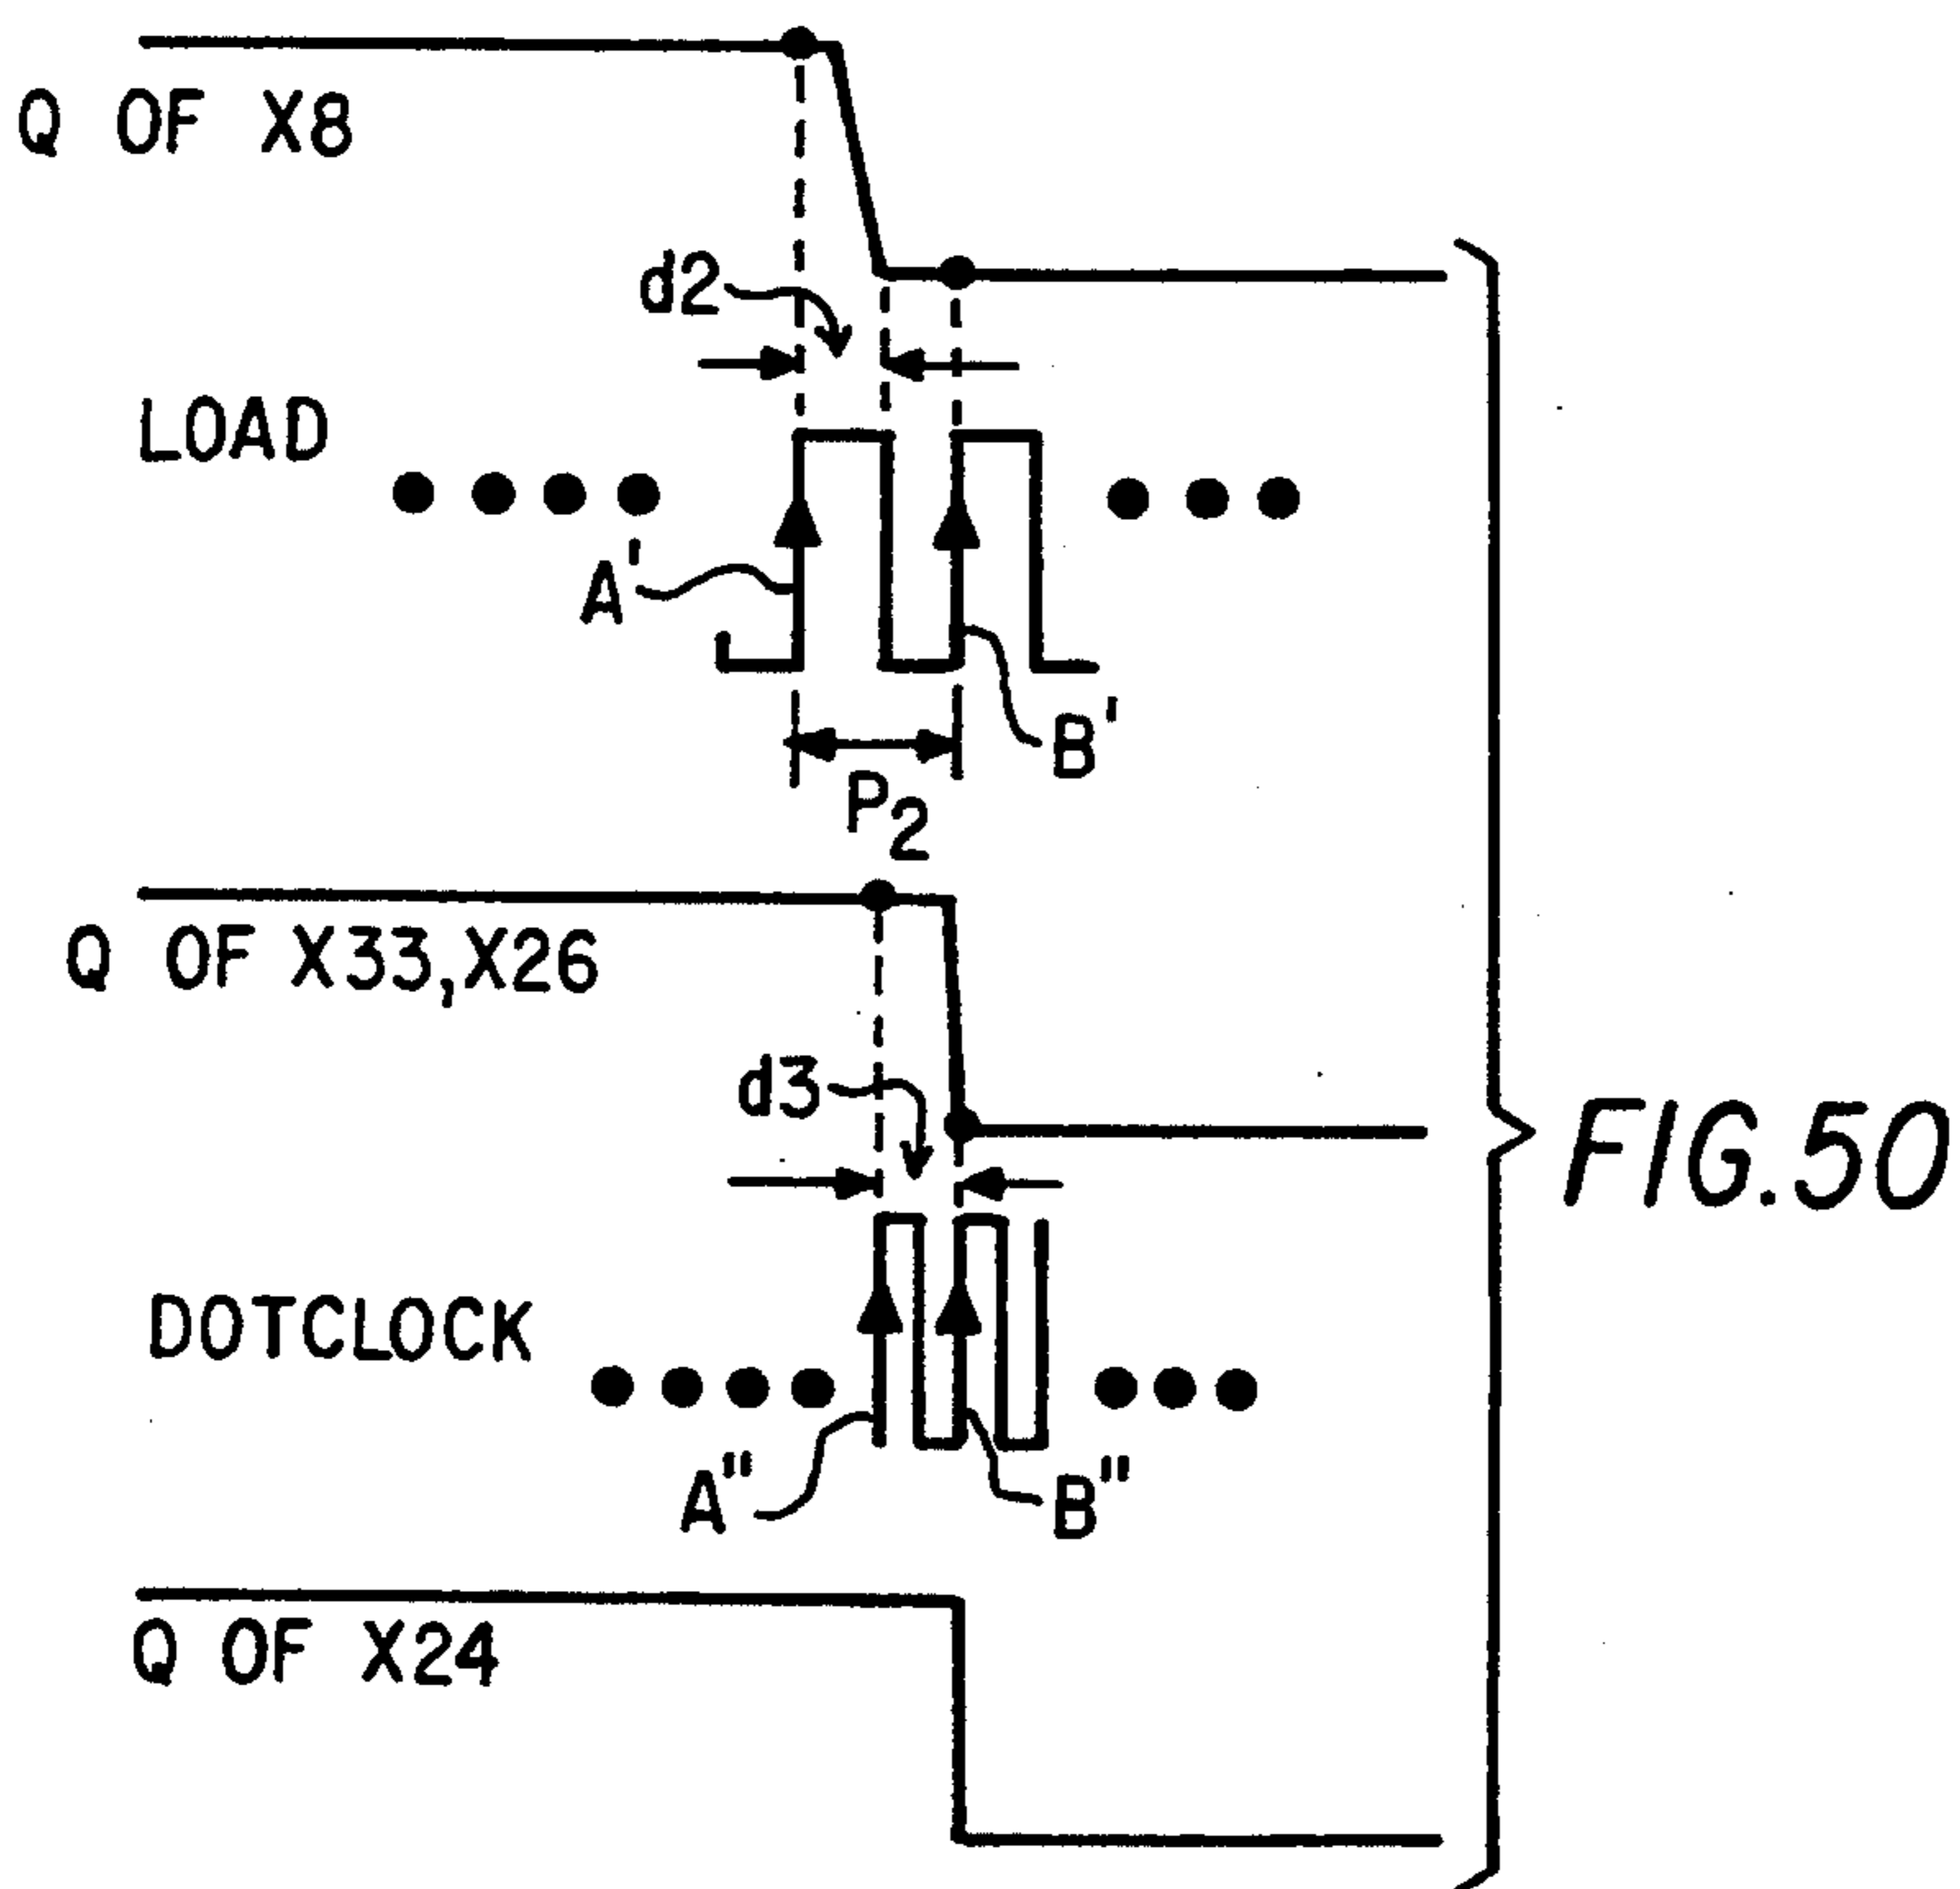 Q OF X8
d2
LOAD
A'
B'
P2
Q OF X33,X26
d3
FIG.50
DOTCLOCK
A"
B"
Q OF X24